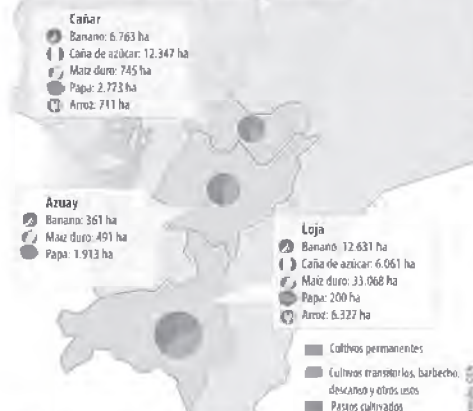 Cañar
Banano: 6.763 ha
Caña de azúcar: 12.347 ha
Maíz duro: 745 ha
Papa: 2.773 ha
Arroz: 711 ha
Azuay
Banano: 361 ha
Maíz duro: 491 ha
Papa: 1.913 ha
Loja
Banano: 12.631 ha
Caña de azúcar: 6.061 ha
Maíz duro: 33.068 ha
Papa: 200 ha
Arroz: 6.327 ha
Cultivos permanentes
Cultivos transitorios, barbecho,
descanso y otros usos
Pastos cultivados